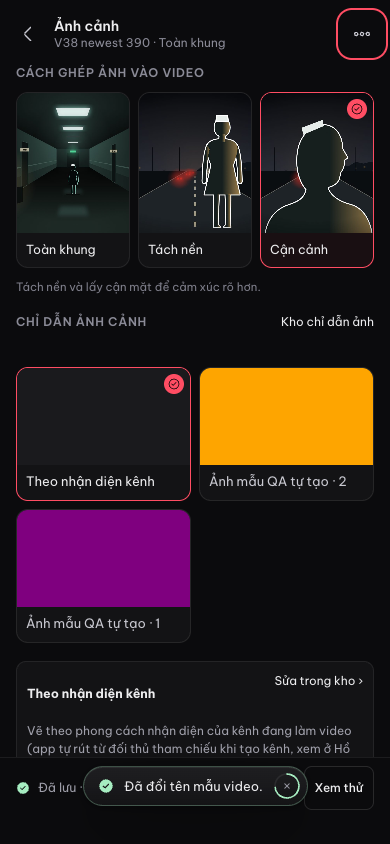 Ảnh cảnh
V38 newest 390 · Toàn khung
CÁCH GHÉP ẢNH VÀO VIDEO
Toàn khung
Tách nền
Cận cảnh
Tách nền và lấy cận mặt để cảm xúc rõ hơn.
CHỈ DẪN ẢNH CẢNH
Kho chỉ dẫn ảnh
Theo nhận diện kênh
Ảnh mẫu QA tự tạo · 2
Ảnh mẫu QA tự tạo · 1
Sửa trong kho ›
Theo nhận diện kênh
Vẽ theo phong cách nhận diện của kênh đang làm video
(app tự rút từ đối thủ tham chiếu khi tạo kênh, xem ở Hồ
Đã lưu ·
Đã đổi tên mẫu video.
Xem thử